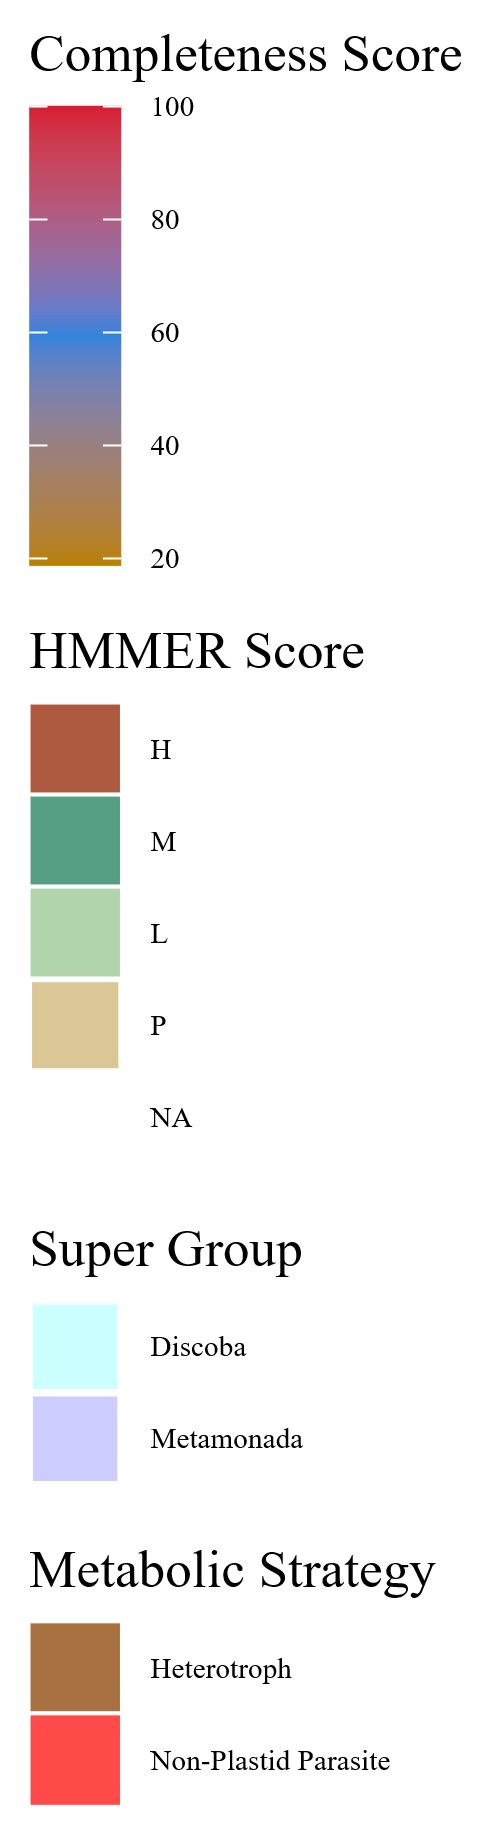 Completeness Score
100
80
60
40
20
HMMER Score
H
M
L
P
NA
Super Group
Discoba
Metamonada
Metabolic Strategy
Heterotroph
Non-Plastid Parasite